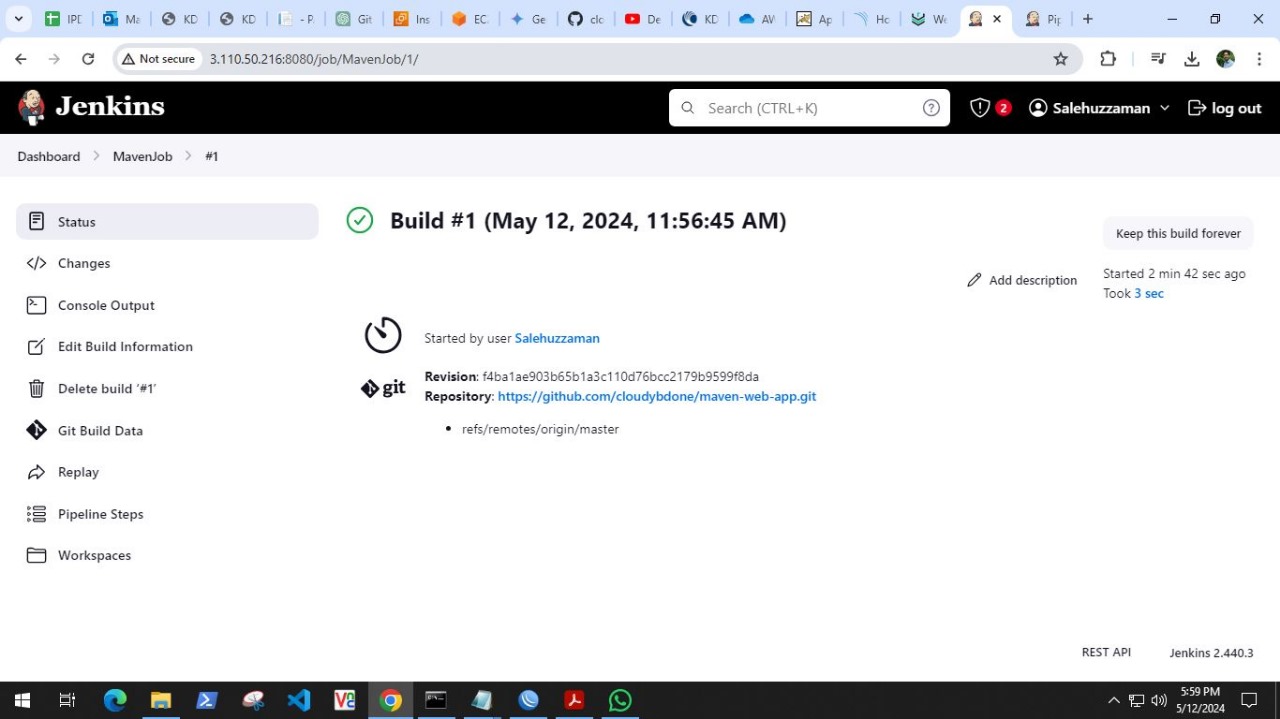 IPD
Ma
KD
KD
- P.
Git
Ins
EC.
Ge
clo
De
KD
AV
Ap
Ho
We
Pip
Not secure
3.110.50.216:8080/job/MavenJob/1/
Jenkins
Search (CTRL+K)
2
Salehuzzaman
log out
Dashboard
MavenJob
#1
Status
Build #1 (May 12, 2024, 11:56:45 AM)
Keep this build forever
Changes
Add description
Started 2 min 42 sec ago
Took 3 sec
Console Output
Started by user Salehuzzaman
Edit Build Information
git
Revision: f4ba1ae903b65b1a3c110d76bcc2179b9599f8da
Repository: https://github.com/cloudybdone/maven-web-app.git
Delete build '#1'
refs/remotes/origin/master
Git Build Data
Replay
Pipeline Steps
Workspaces
REST API
Jenkins 2.440.3
5:59 PM
5/12/2024